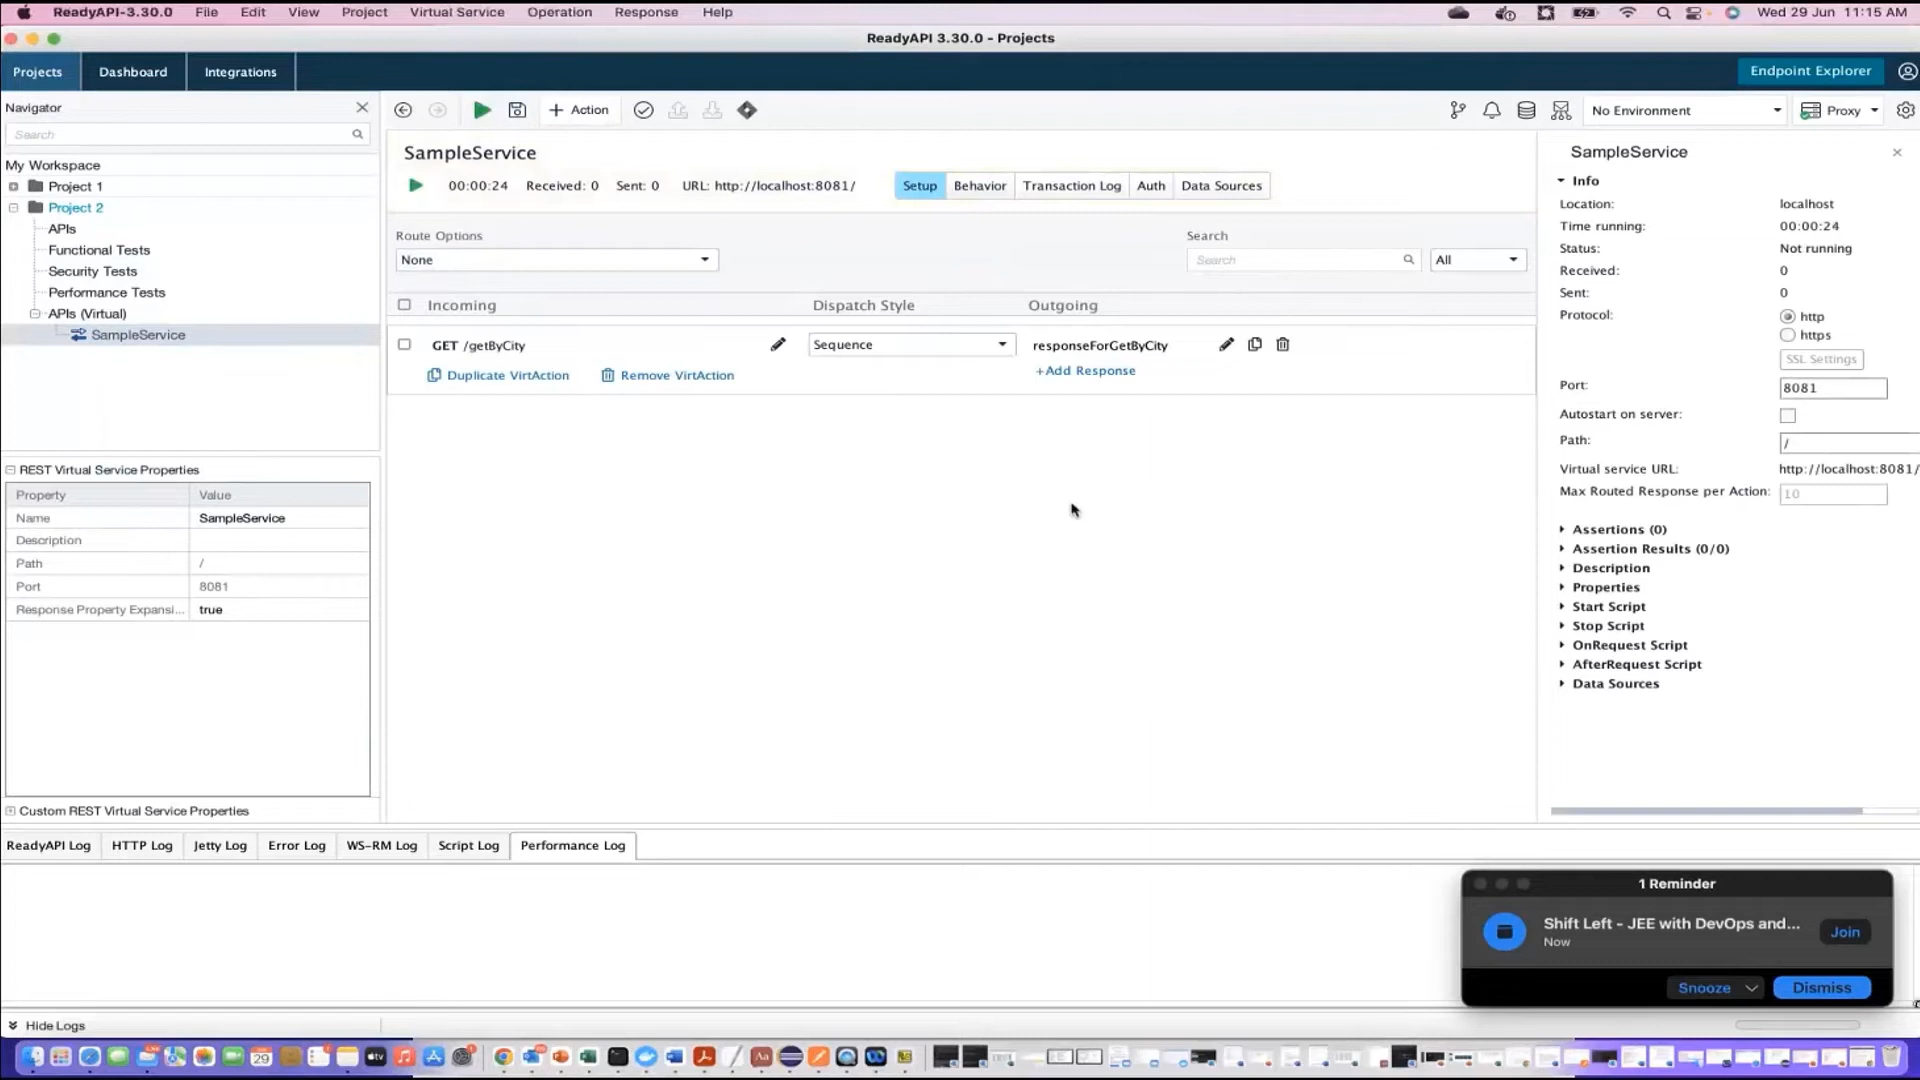 ReadyAPI-3.30.0 File Edit View Project Virtual Service Operation Response Help Wed 29 Jun 11:15 AM
ReadyAPI 3.30.0 - Projects
Projects Dashboard Integrations Endpoint Explorer
Navigator
+ Action
No Environment
Proxy
Search
My Workspace
Project 1
Project 2
APIs
Functional Tests
Security Tests
Performance Tests
APIs (Virtual)
SampleService
REST Virtual Service Properties
Property Value
Name SampleService
Description
Path /
Port 8081
Response Property Expansi... true
Custom REST Virtual Service Properties
SampleService
00:00:24 Received: 0 Sent: 0 URL: http://localhost:8081/ Setup Behavior Transaction Log Auth Data Sources
Route Options Search
None Search All
Incoming Dispatch Style Outgoing
GET /getByCity Sequence responseForGetByCity
Duplicate VirtAction Remove VirtAction +Add Response
SampleService
Info
Location: localhost
Time running: 00:00:24
Status: Not running
Received: 0
Sent: 0
Protocol: http
https
SSL Settings
Port: 8081
Autostart on server:
Path: /
Virtual service URL: http://localhost:8081/
Max Routed Response per Action: 10
Assertions (0)
Assertion Results (0/0)
Description
Properties
Start Script
Stop Script
OnRequest Script
AfterRequest Script
Data Sources
ReadyAPI Log HTTP Log Jetty Log Error Log WS-RM Log Script Log Performance Log
1 Reminder
Shift Left - JEE with DevOps and...
Now
Join
Snooze Dismiss
Hide Logs
29